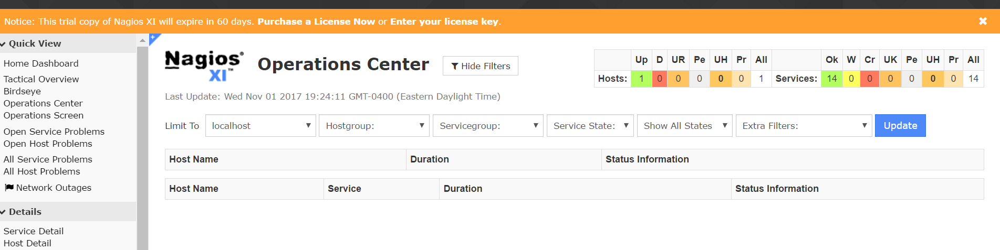 Notice: This trial copy of Nagios XI will expire in 60 days. Purchase a License Now or Enter your license key.
Quick View
Home Dashboard
Tactical Overview
Birdseye
Operations Center
Operations Screen
Open Service Problems
Open Host Problems
All Service Problems
All Host Problems
Network Outages
Details
Service Detail
Host Detail
Nagios®
XI™
Operations Center
Hide Filters
Up D UR Pe UH Pr All Ok W Cr UK Pe UH Pr All
Hosts: 1 0 0 0 0 0 1 Services: 14 0 0 0 0 0 0 14
Last Update: Wed Nov 01 2017 19:24:11 GMT-0400 (Eastern Daylight Time)
Limit To localhost Hostgroup: Servicegroup: Service State: Show All States Extra Filters: Update
Host Name Duration Status Information
Host Name Service Duration Status Information